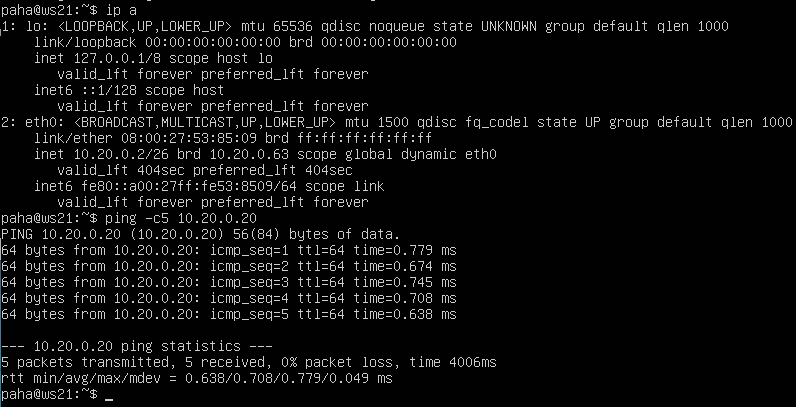 paha@ws21:~$ ip a
1: lo: <LOOPBACK,UP,LOWER_UP> mtu 65536 qdisc noqueue state UNKNOWN group default qlen 1000
    link/loopback 00:00:00:00:00:00 brd 00:00:00:00:00:00
    inet 127.0.0.1/8 scope host lo
       valid_lft forever preferred_lft forever
    inet6 ::1/128 scope host
       valid_lft forever preferred_lft forever
2: eth0: <BROADCAST,MULTICAST,UP,LOWER_UP> mtu 1500 qdisc fq_codel state UP group default qlen 1000
    link/ether 08:00:27:53:85:09 brd ff:ff:ff:ff:ff:ff
    inet 10.20.0.2/26 brd 10.20.0.63 scope global dynamic eth0
       valid_lft 404sec preferred_lft 404sec
    inet6 fe80::a00:27ff:fe53:8509/64 scope link
       valid_lft forever preferred_lft forever
paha@ws21:~$ ping -c5 10.20.0.20
PING 10.20.0.20 (10.20.0.20) 56(84) bytes of data.
64 bytes from 10.20.0.20: icmp_seq=1 ttl=64 time=0.779 ms
64 bytes from 10.20.0.20: icmp_seq=2 ttl=64 time=0.674 ms
64 bytes from 10.20.0.20: icmp_seq=3 ttl=64 time=0.745 ms
64 bytes from 10.20.0.20: icmp_seq=4 ttl=64 time=0.708 ms
64 bytes from 10.20.0.20: icmp_seq=5 ttl=64 time=0.638 ms

--- 10.20.0.20 ping statistics ---
5 packets transmitted, 5 received, 0% packet loss, time 4006ms
rtt min/avg/max/mdev = 0.638/0.708/0.779/0.049 ms
paha@ws21:~$ _